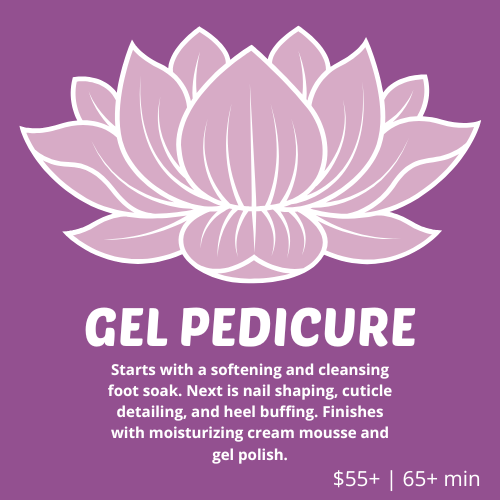 GEL PEDICURE
Starts with a softening and cleansing
foot soak. Next is nail shaping, cuticle
detailing, and heel buffing. Finishes
with moisturizing cream mousse and
gel polish.
$55+ | 65+ min